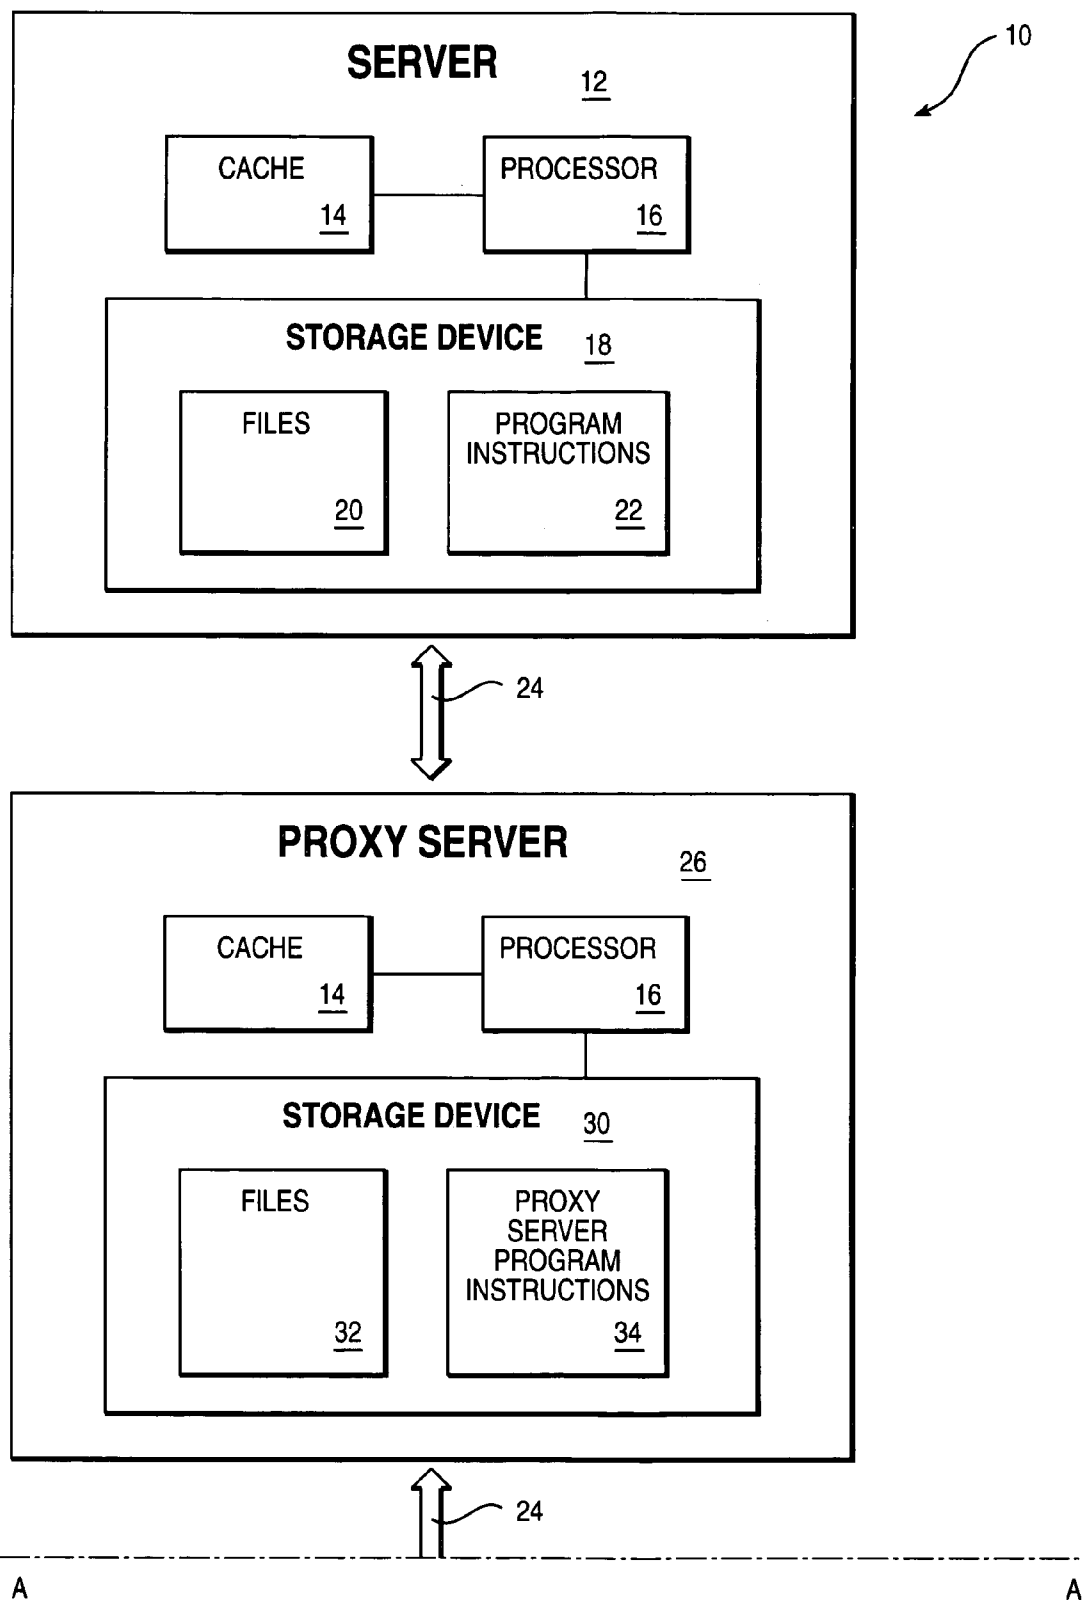 10
SERVER
12
CACHE
14
PROCESSOR
16
STORAGE DEVICE
18
FILES
20
PROGRAM
INSTRUCTIONS
22
24
PROXY SERVER
26
CACHE
14
PROCESSOR
16
STORAGE DEVICE
30
FILES
32
PROXY
SERVER
PROGRAM
INSTRUCTIONS
34
24
A
A